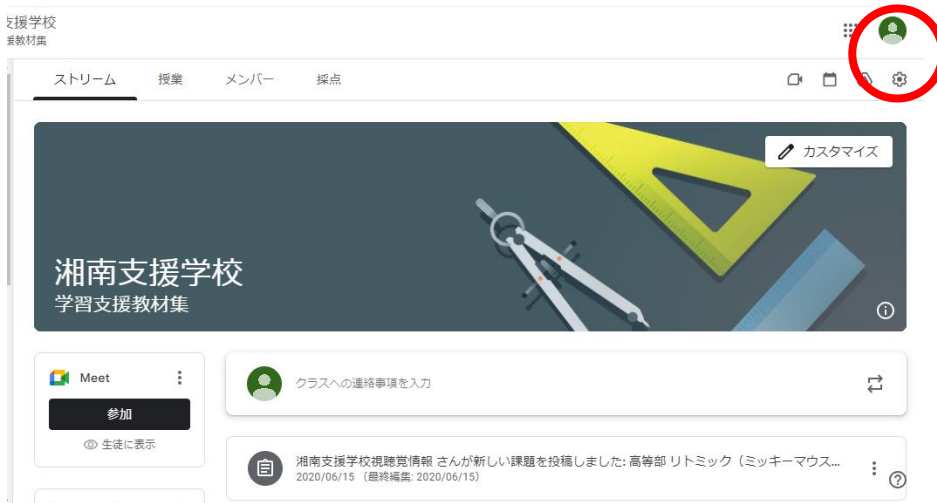 支援学校
援教材集
ストリーム 授業 メンバー 採点
カスタマイズ
湘南支援学校
学習支援教材集
Meet
参加
生徒に表示
クラスへの連絡事項を入力
湘南支援学校視聴覚情報 さんが新しい課題を投稿しました: 高等部 リトミック（ミッキーマウス...
2020/06/15 （最終編集: 2020/06/15）